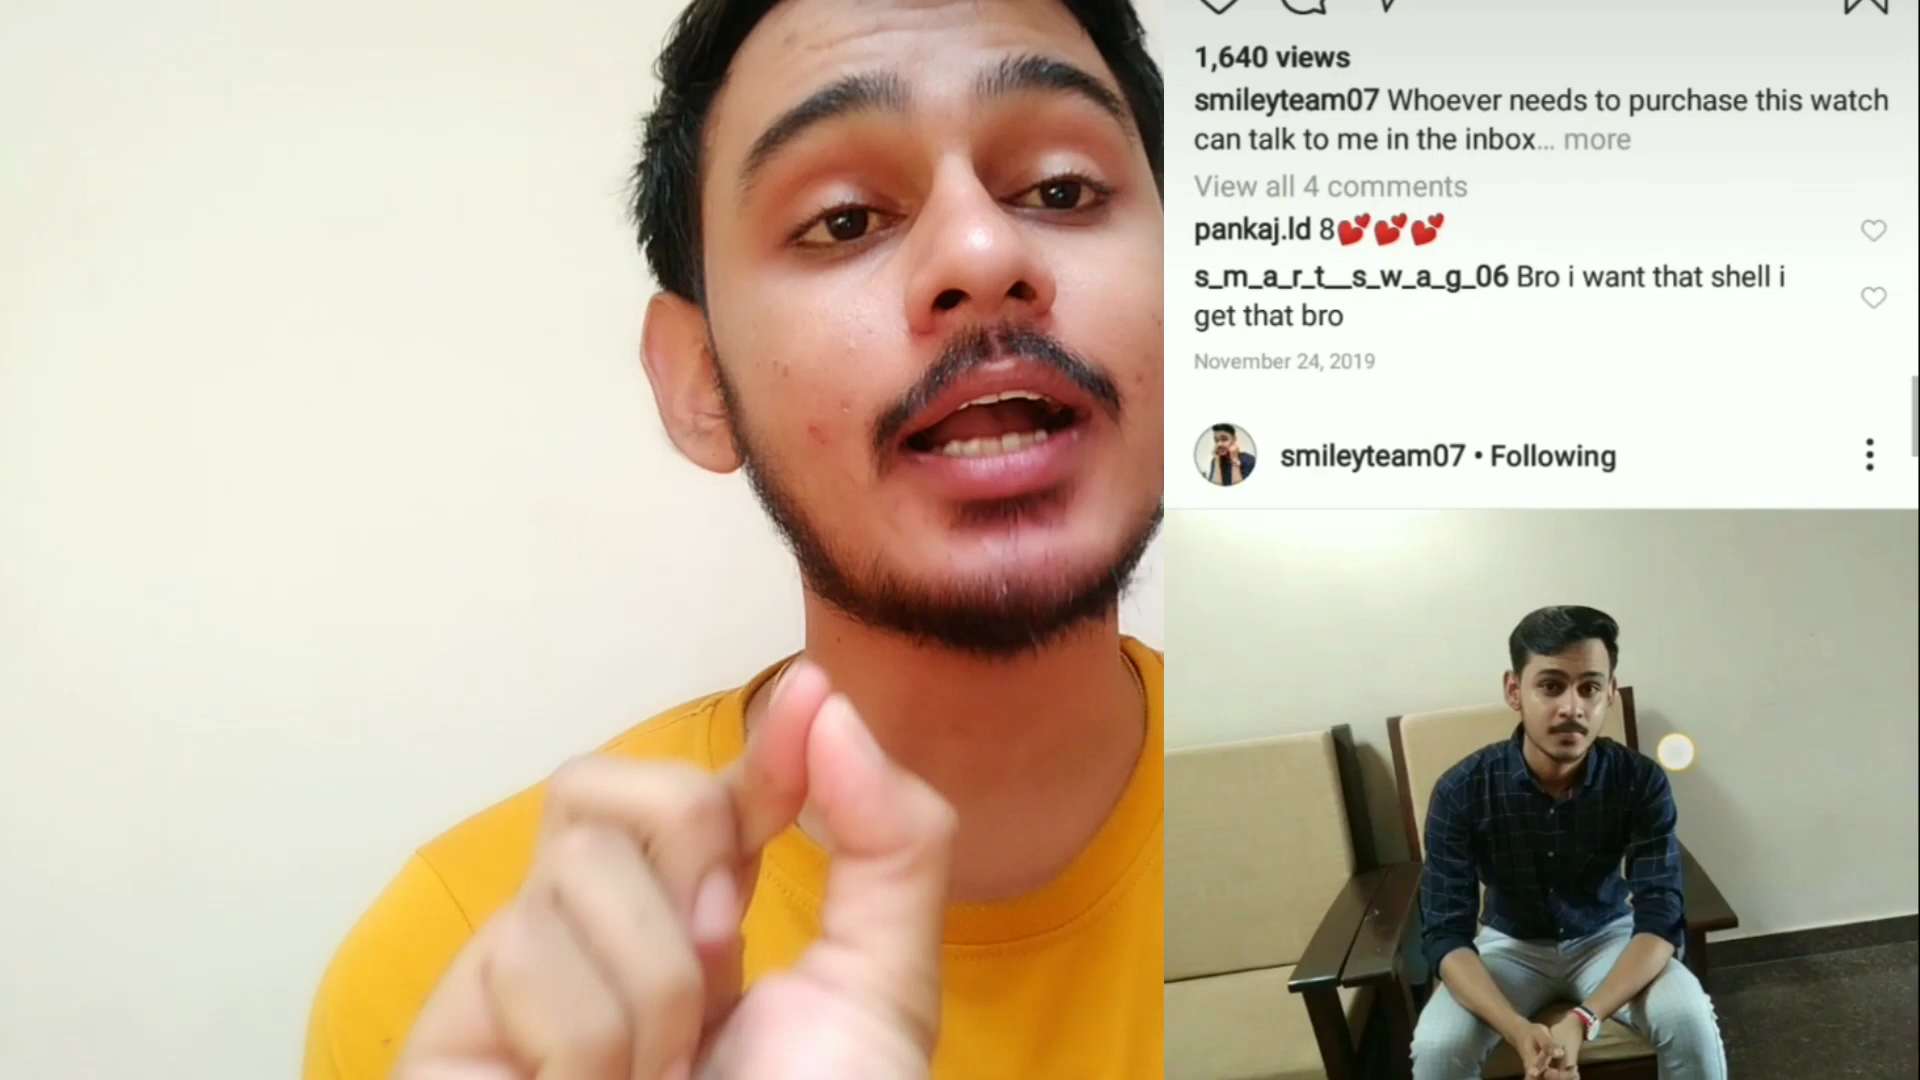 1,640 views
smileyteam07 Whoever needs to purchase this watch
can talk to me in the inbox... more
View all 4 comments
pankaj.ld 8💕💕💕
s_m_a_r_t__s_w_a_g_06 Bro i want that shell i
get that bro
November 24, 2019
smileyteam07 • Following